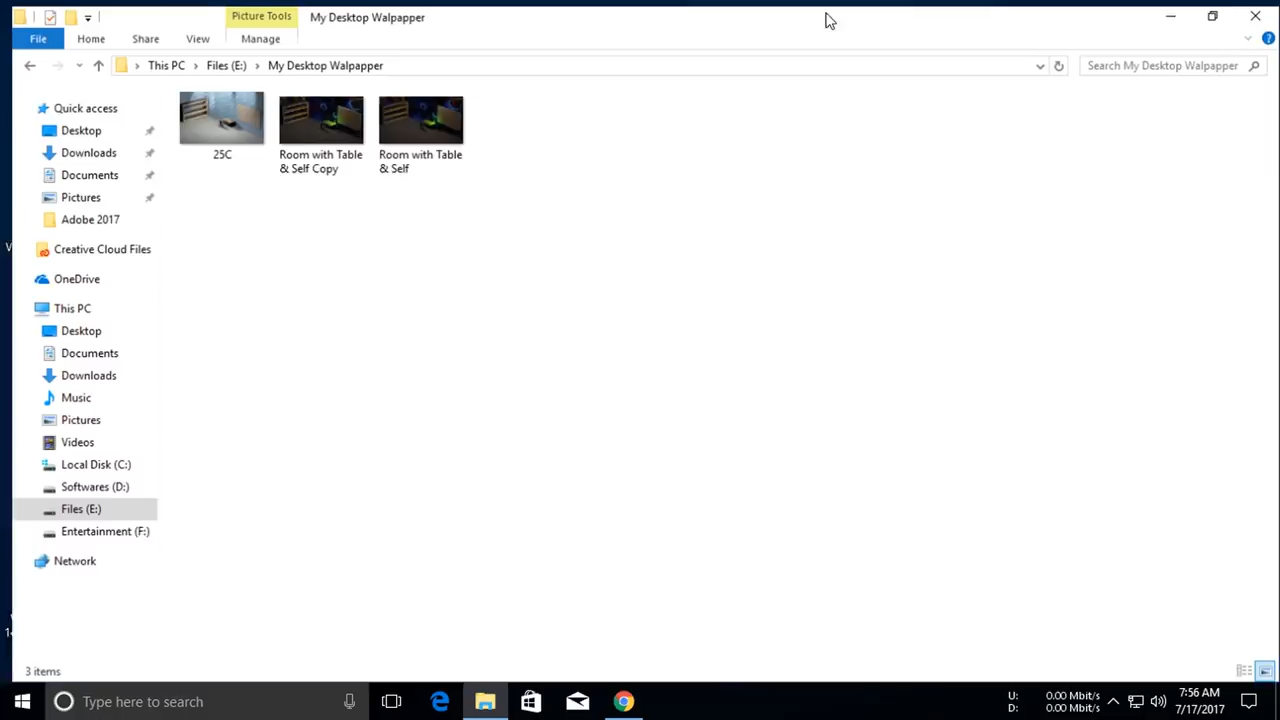 Picture Tools
My Desktop Walpapper
File
Home
Share
View
Manage
This PC
Files (E:)
My Desktop Walpapper
Search My Desktop Walpapper
Quick access
Desktop
Downloads
Documents
Pictures
Adobe 2017
Creative Cloud Files
OneDrive
This PC
Desktop
Documents
Downloads
Music
Pictures
Videos
Local Disk (C:)
Softwares (D:)
Files (E:)
Entertainment (F:)
Network
25C
Room with Table
& Self Copy
Room with Table
& Self
3 items
Type here to search
U: 0.00 Mbit/s
D: 0.00 Mbit/s
7:56 AM
7/17/2017